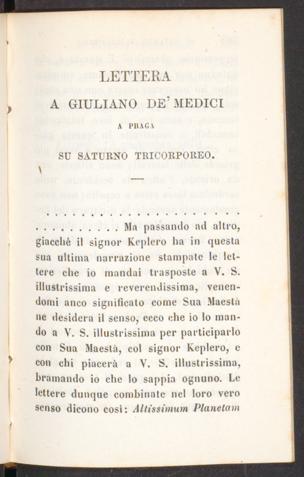 LETTERA
A GIULIANO DE' MEDICI
A PRAGA
SU SATURNO TRICORPOREO.
. . . . . . . . . . . . . . . . . . . .
. . . . . . . . . . Ma passando ad altro,
giacchè il signor Keplero ha in questa
sua ultima narrazione stampate le let-
tere che io mandai trasposte a V. S.
illustrissima e reverendissima, venen-
domi anco significato come Sua Maestà
ne desidera il senso, ecco che io lo man-
do a V. S. illustrissima per participarlo
con Sua Maestà, col signor Keplero, e
con chi piacerà a V. S. illustrissima,
bramando io che lo sappia ognuno. Le
lettere dunque combinate nel loro vero
senso dicono così: Altissimum Planetam